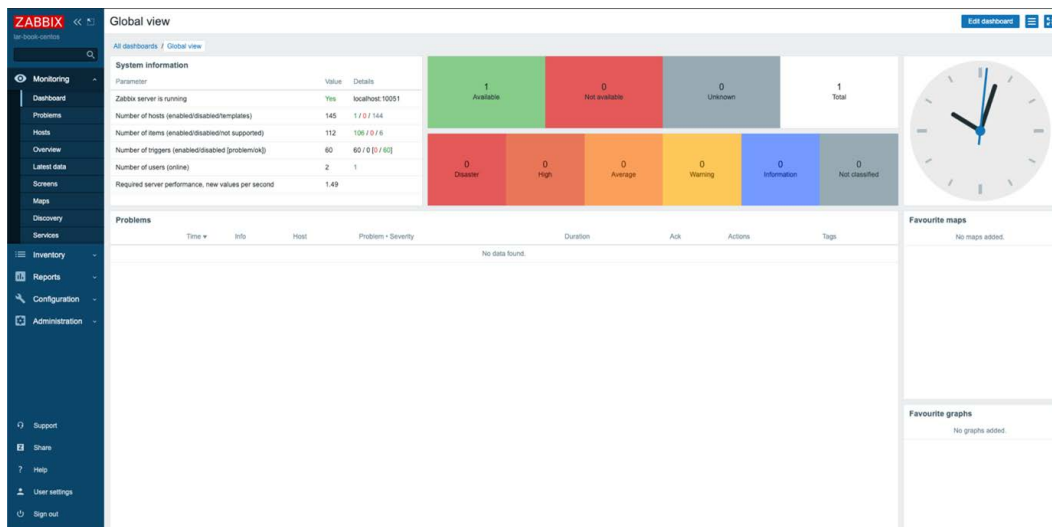 ZABBIX
lar-book-centos
Monitoring
Dashboard
Problems
Hosts
Overview
Latest data
Screens
Maps
Discovery
Services
Inventory
Reports
Configuration
Administration
Support
Share
Help
User settings
Sign out
Global view
Edit dashboard
All dashboards / Global view
System information
Parameter Value Details
Zabbix server is running Yes localhost:10051
Number of hosts (enabled/disabled/templates) 145 1 / 0 / 144
Number of items (enabled/disabled/not supported) 112 106 / 0 / 6
Number of triggers (enabled/disabled [problem/ok]) 60 60 / 0 [0 / 60]
Number of users (online) 2 1
Required server performance, new values per second 1.49
1 0 0 1
Available Not available Unknown Total
0 0 0 0 0 0
Disaster High Average Warning Information Not classified
Problems
Time Info Host Problem • Severity Duration Ack Actions Tags
No data found.
Favourite maps
No maps added.
Favourite graphs
No graphs added.